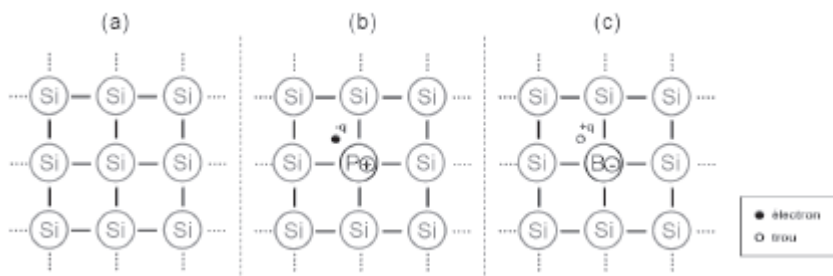 (a) (b) (c)
Si Si Si Si Si Si Si Si Si
-q +q
Si Si Si Si P+ Si Si B- Si
Si Si Si Si Si Si Si Si Si
électron
trou